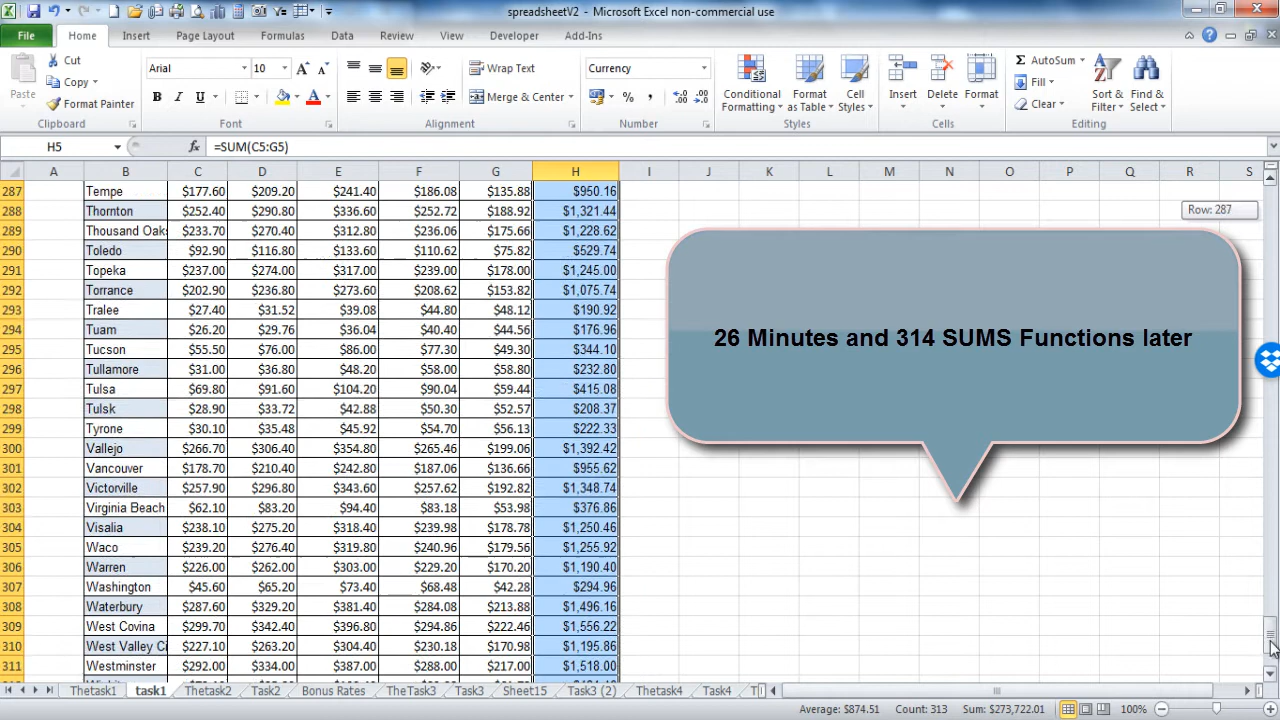 spreadsheetV2 - Microsoft Excel non-commercial use
File Home Insert Page Layout Formulas Data Review View Developer Add-Ins
Paste Cut Copy Format Painter Clipboard
Arial 10 Font
Wrap Text Merge & Center Alignment
Currency Number
Conditional Formatting Format as Table Cell Styles Styles
Insert Delete Format Cells
AutoSum Fill Clear Sort & Filter Find & Select Editing
H5 fx =SUM(C5:G5)
A B C D E F G H I J K L M N O P Q R S
287 Tempe $177.60 $209.20 $241.40 $186.08 $135.88 $950.16
288 Thornton $252.40 $290.80 $336.60 $252.72 $188.92 $1,321.44
289 Thousand Oaks $233.70 $270.40 $312.80 $236.06 $175.66 $1,228.62
290 Toledo $92.90 $116.80 $133.60 $110.62 $75.82 $529.74
291 Topeka $237.00 $274.00 $317.00 $239.00 $178.00 $1,245.00
292 Torrance $202.90 $236.80 $273.60 $208.62 $153.82 $1,075.74
293 Tralee $27.40 $31.52 $39.08 $44.80 $48.12 $190.92
294 Tuam $26.20 $29.76 $36.04 $40.40 $44.56 $176.96
295 Tucson $55.50 $76.00 $86.00 $77.30 $49.30 $344.10
296 Tullamore $31.00 $36.80 $48.20 $58.00 $58.80 $232.80
297 Tulsa $69.80 $91.60 $104.20 $90.04 $59.44 $415.08
298 Tulsk $28.90 $33.72 $42.88 $50.30 $52.57 $208.37
299 Tyrone $30.10 $35.48 $45.92 $54.70 $56.13 $222.33
300 Vallejo $266.70 $306.40 $354.80 $265.46 $199.06 $1,392.42
301 Vancouver $178.70 $210.40 $242.80 $187.06 $136.66 $955.62
302 Victorville $257.90 $296.80 $343.60 $257.62 $192.82 $1,348.74
303 Virginia Beach $62.10 $83.20 $94.40 $83.18 $53.98 $376.86
304 Visalia $238.10 $275.20 $318.40 $239.98 $178.78 $1,250.46
305 Waco $239.20 $276.40 $319.80 $240.96 $179.56 $1,255.92
306 Warren $226.00 $262.00 $303.00 $229.20 $170.20 $1,190.40
307 Washington $45.60 $65.20 $73.40 $68.48 $42.28 $294.96
308 Waterbury $287.60 $329.20 $381.40 $284.08 $213.88 $1,496.16
309 West Covina $299.70 $342.40 $396.80 $294.86 $222.46 $1,556.22
310 West Valley Ci $227.10 $263.20 $304.40 $230.18 $170.98 $1,195.86
311 Westminster $292.00 $334.00 $387.00 $288.00 $217.00 $1,518.00
Row: 287
26 Minutes and 314 SUMS Functions later
Thetask1 task1 Thetask2 Task2 Bonus Rates TheTask3 Task3 Sheet15 Task3 (2) Thetask4 Task4
Average: $874.51 Count: 313 Sum: $273,722.01 100%